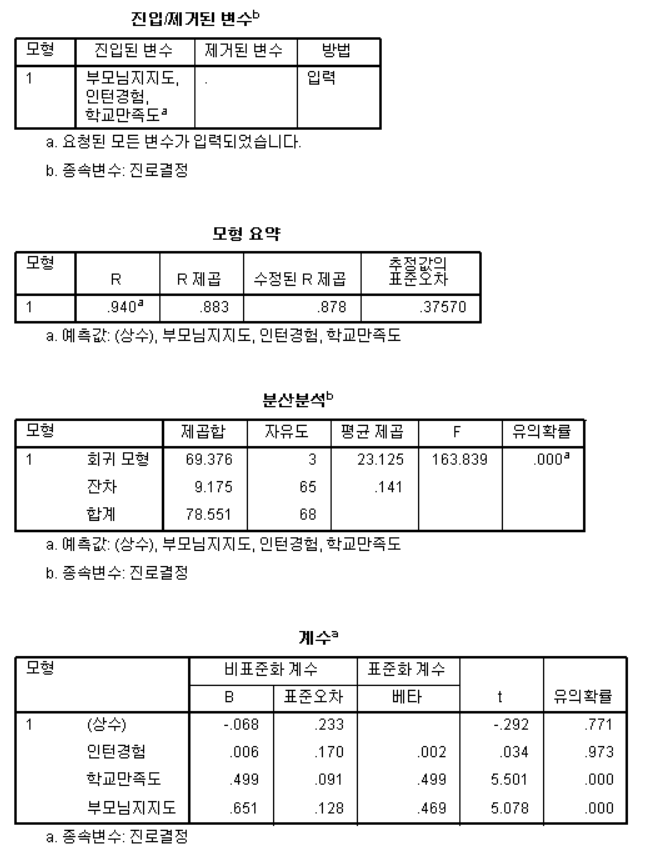 진입/제거된 변수b
모형 진입된 변수 제거된 변수 방법
1 부모님지지도, . 입력
인턴경험,
학교만족도a
a. 요청된 모든 변수가 입력되었습니다.
b. 종속변수: 진로결정
모형 요약
모형 R R 제곱 수정된 R 제곱 추정값의
표준오차
1 .940a .883 .878 .37570
a. 예측값: (상수), 부모님지지도, 인턴경험, 학교만족도
분산분석b
모형 제곱합 자유도 평균 제곱 F 유의확률
1 회귀 모형 69.376 3 23.125 163.839 .000a
잔차 9.175 65 .141
합계 78.551 68
a. 예측값: (상수), 부모님지지도, 인턴경험, 학교만족도
b. 종속변수: 진로결정
계수a
모형 비표준화 계수 표준화 계수 t 유의확률
B 표준오차 베타
1 (상수) -.068 .233 -.292 .771
인턴경험 .006 .170 .002 .034 .973
학교만족도 .499 .091 .499 5.501 .000
부모님지지도 .651 .128 .469 5.078 .000
a. 종속변수: 진로결정